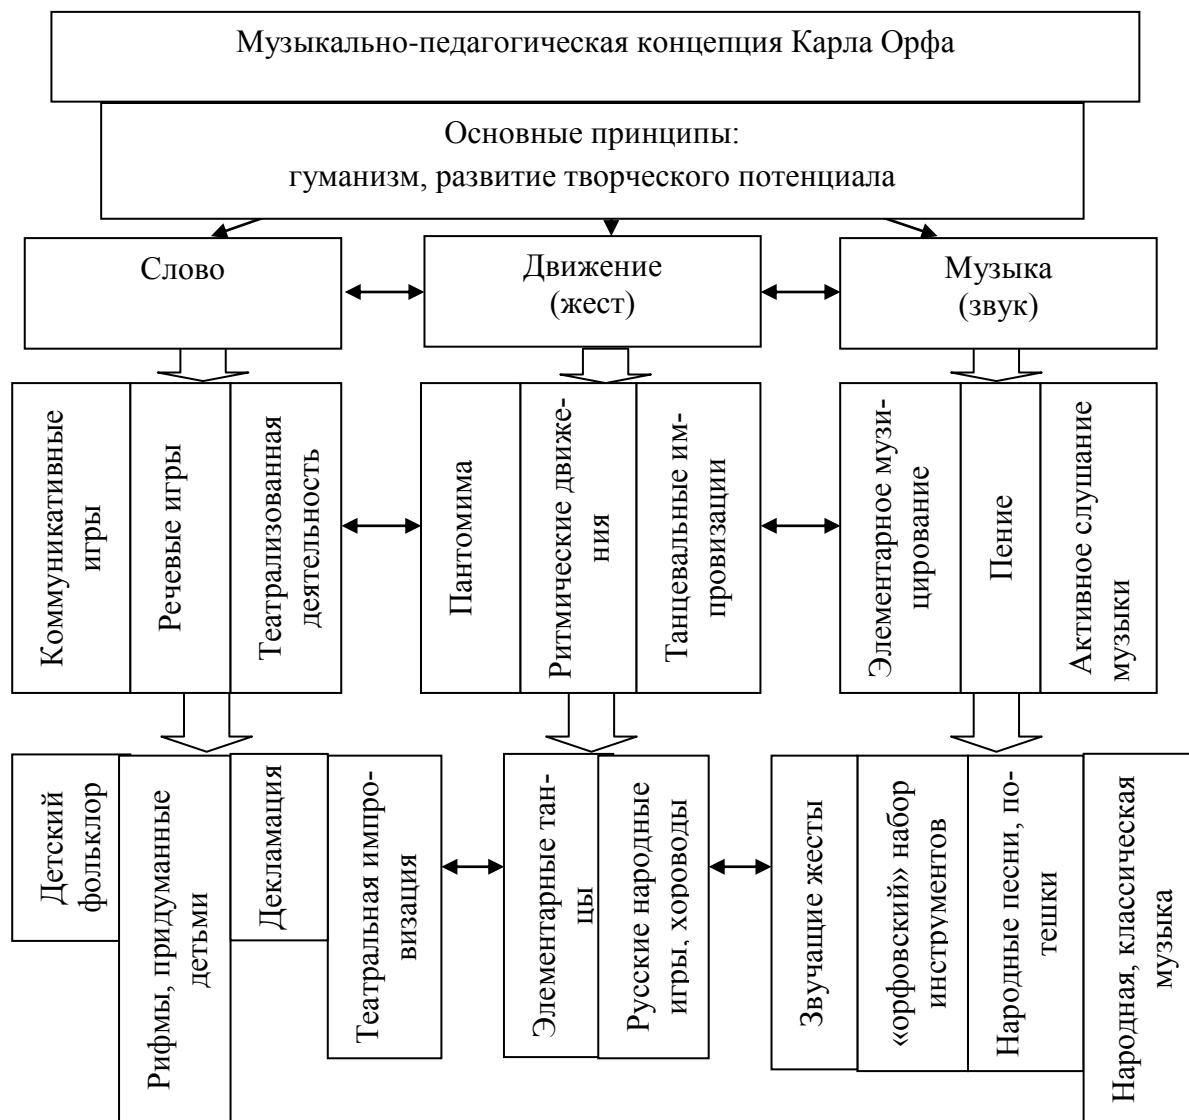 Музыкально-педагогическая концепция Карла Орфа
Основные принципы:
гуманизм, развитие творческого потенциала
Слово
Движение
(жест)
Музыка
(звук)
Коммуникативные
игры
Речевые игры
Театрализованная
деятельность
Пантомима
Ритмические движе-
ния
Танцевальные им-
провизации
Элементарное музи-
цирование
Пение
Активное слушание
музыки
Детский
фольклор
Рифмы, придуманные
детьми
Декламация
Театральная импро-
визация
Элементарные тан-
цы
Русские народные
игры, хороводы
Звучащие жесты
«орфовский» набор
инструментов
Народные песни, по-
тешки
Народная, классическая
музыка